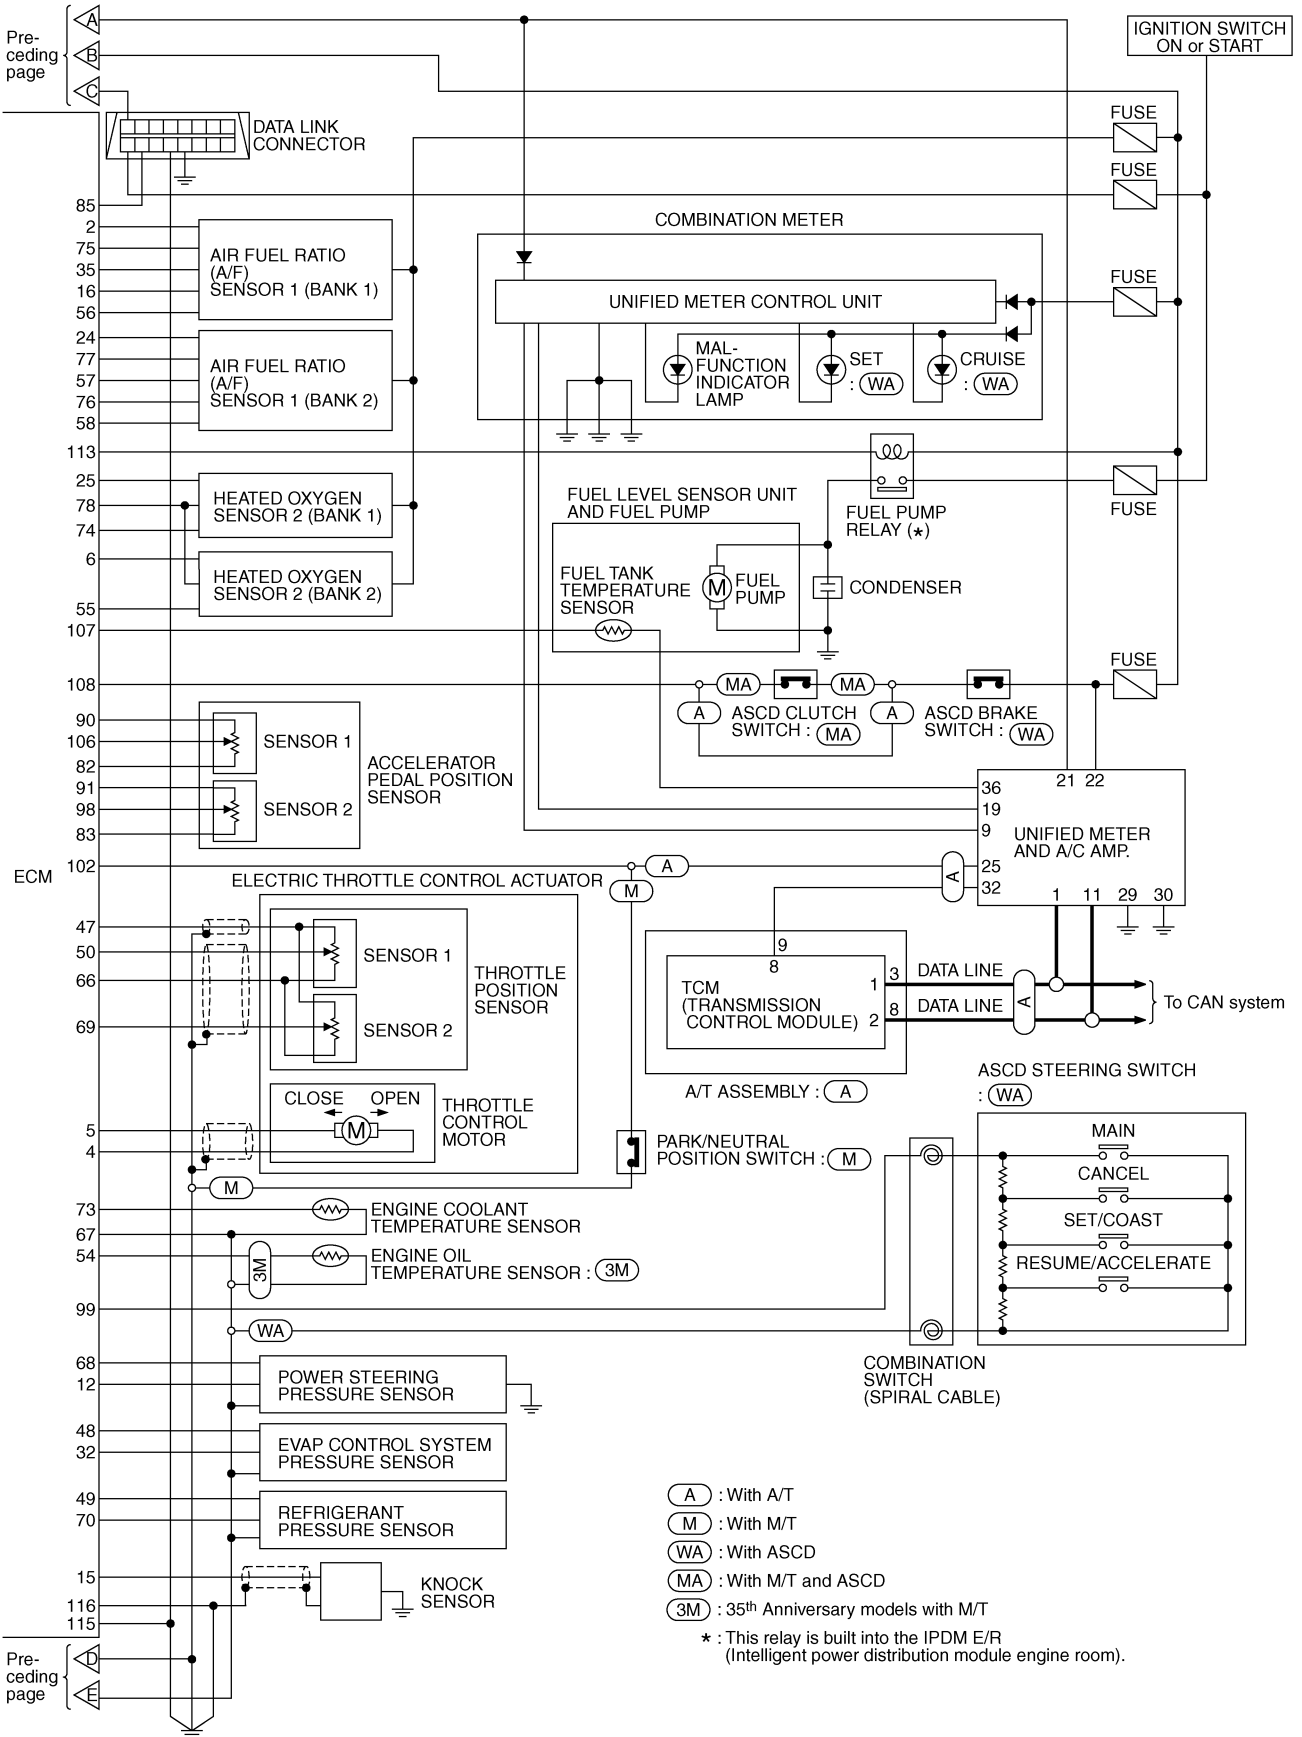 Pre-
ceding
page
A
B
C
IGNITION SWITCH
ON or START
DATA LINK
CONNECTOR
FUSE
FUSE
COMBINATION METER
85
2
75
35
16
56
AIR FUEL RATIO
(A/F)
SENSOR 1 (BANK 1)
UNIFIED METER CONTROL UNIT
FUSE
24
77
57
76
58
AIR FUEL RATIO
(A/F)
SENSOR 1 (BANK 2)
MAL-
FUNCTION
INDICATOR
LAMP
SET
: WA
CRUISE
: WA
113
25
78
74
HEATED OXYGEN
SENSOR 2 (BANK 1)
6
55
HEATED OXYGEN
SENSOR 2 (BANK 2)
FUEL LEVEL SENSOR UNIT
AND FUEL PUMP
FUEL PUMP
RELAY (*)
FUSE
FUEL TANK
TEMPERATURE
SENSOR
M
FUEL
PUMP
CONDENSER
107
108
MA
MA
FUSE
A
ASCD CLUTCH
SWITCH : MA
A
ASCD BRAKE
SWITCH : WA
90
106
82
91
98
83
SENSOR 1
SENSOR 2
ACCELERATOR
PEDAL POSITION
SENSOR
21 22
36
19
9
25
32
UNIFIED METER
AND A/C AMP.
1 11 29 30
ECM
102
A
M
A
ELECTRIC THROTTLE CONTROL ACTUATOR
47
50
66
69
SENSOR 1
SENSOR 2
THROTTLE
POSITION
SENSOR
9
8
TCM
(TRANSMISSION
CONTROL MODULE)
1
2
3
8
DATA LINE
DATA LINE
A
To CAN system
A/T ASSEMBLY : A
ASCD STEERING SWITCH
: WA
CLOSE OPEN
M
THROTTLE
CONTROL
MOTOR
5
4
PARK/NEUTRAL
POSITION SWITCH : M
M
MAIN
CANCEL
SET/COAST
RESUME/ACCELERATE
73
67
54
ENGINE COOLANT
TEMPERATURE SENSOR
3M
ENGINE OIL
TEMPERATURE SENSOR : 3M
99
WA
COMBINATION
SWITCH
(SPIRAL CABLE)
68
12
POWER STEERING
PRESSURE SENSOR
48
32
EVAP CONTROL SYSTEM
PRESSURE SENSOR
49
70
REFRIGERANT
PRESSURE SENSOR
15
116
115
KNOCK
SENSOR
A : With A/T
M : With M/T
WA : With ASCD
MA : With M/T and ASCD
3M : 35th Anniversary models with M/T
* : This relay is built into the IPDM E/R
(Intelligent power distribution module engine room).
Pre-
ceding
page
D
E